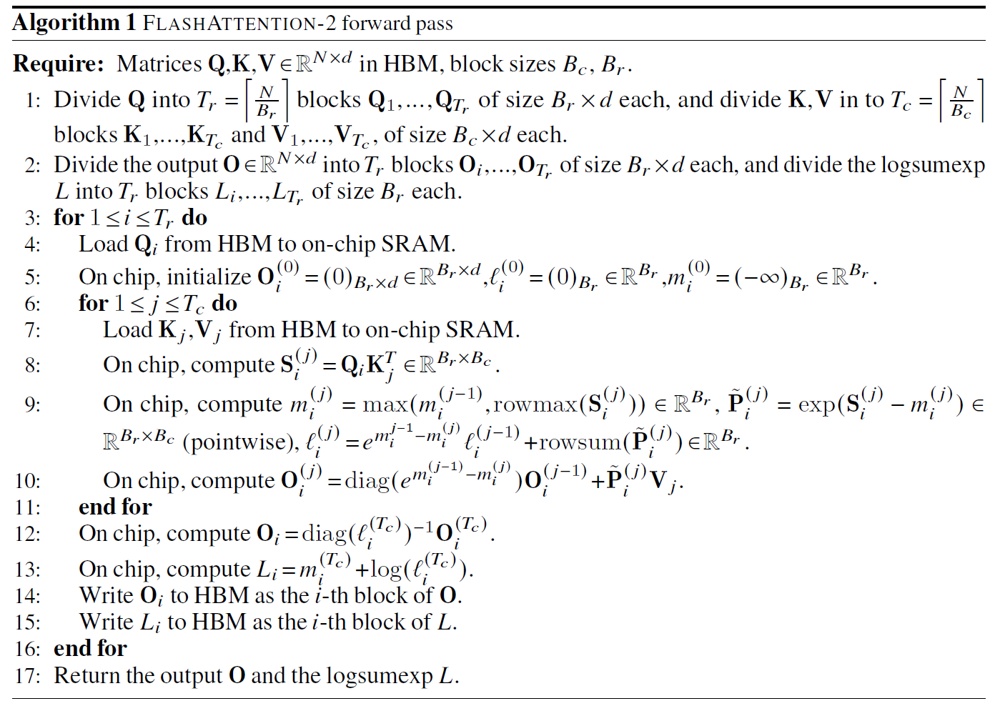 Algorithm 1 FLASHATTENTION-2 forward pass
Require: Matrices $\mathbf{Q},\mathbf{K},\mathbf{V} \in \mathbb{R}^{N \times d}$ in HBM, block sizes $B_c$, $B_r$.
1: Divide $\mathbf{Q}$ into $T_r = \left\lceil \frac{N}{B_r} \right\rceil$ blocks $\mathbf{Q}_1,...,\mathbf{Q}_{T_r}$ of size $B_r \times d$ each, and divide $\mathbf{K},\mathbf{V}$ in to $T_c = \left\lceil \frac{N}{B_c} \right\rceil$
blocks $\mathbf{K}_1,...,\mathbf{K}_{T_c}$ and $\mathbf{V}_1,...,\mathbf{V}_{T_c}$, of size $B_c \times d$ each.
2: Divide the output $\mathbf{O} \in \mathbb{R}^{N \times d}$ into $T_r$ blocks $\mathbf{O}_i,...,\mathbf{O}_{T_r}$ of size $B_r \times d$ each, and divide the logsumexp
$L$ into $T_r$ blocks $L_i,...,L_{T_r}$ of size $B_r$ each.
3: for $1 \leq i \leq T_r$ do
4: Load $\mathbf{Q}_i$ from HBM to on-chip SRAM.
5: On chip, initialize $\mathbf{O}_i^{(0)} = (0)_{B_r \times d} \in \mathbb{R}^{B_r \times d}, \ell_i^{(0)} = (0)_{B_r} \in \mathbb{R}^{B_r}, m_i^{(0)} = (-\infty)_{B_r} \in \mathbb{R}^{B_r}$.
6: for $1 \leq j \leq T_c$ do
7: Load $\mathbf{K}_j,\mathbf{V}_j$ from HBM to on-chip SRAM.
8: On chip, compute $\mathbf{S}_i^{(j)} = \mathbf{Q}_i \mathbf{K}_j^T \in \mathbb{R}^{B_r \times B_c}$.
9: On chip, compute $m_i^{(j)} = \max(m_i^{(j-1)}, \mathrm{rowmax}(\mathbf{S}_i^{(j)})) \in \mathbb{R}^{B_r}$, $\tilde{\mathbf{P}}_i^{(j)} = \exp(\mathbf{S}_i^{(j)} - m_i^{(j)}) \in$
$\mathbb{R}^{B_r \times B_c}$ (pointwise), $\ell_i^{(j)} = e^{m_i^{j-1} - m_i^{(j)}} \ell_i^{(j-1)} + \mathrm{rowsum}(\tilde{\mathbf{P}}_i^{(j)}) \in \mathbb{R}^{B_r}$.
10: On chip, compute $\mathbf{O}_i^{(j)} = \mathrm{diag}(e^{m_i^{(j-1)} - m_i^{(j)}}) \mathbf{O}_i^{(j-1)} + \tilde{\mathbf{P}}_i^{(j)} \mathbf{V}_j$.
11: end for
12: On chip, compute $\mathbf{O}_i = \mathrm{diag}(\ell_i^{(T_c)})^{-1} \mathbf{O}_i^{(T_c)}$.
13: On chip, compute $L_i = m_i^{(T_c)} + \log(\ell_i^{(T_c)})$.
14: Write $\mathbf{O}_i$ to HBM as the $i$-th block of $\mathbf{O}$.
15: Write $L_i$ to HBM as the $i$-th block of $L$.
16: end for
17: Return the output $\mathbf{O}$ and the logsumexp $L$.